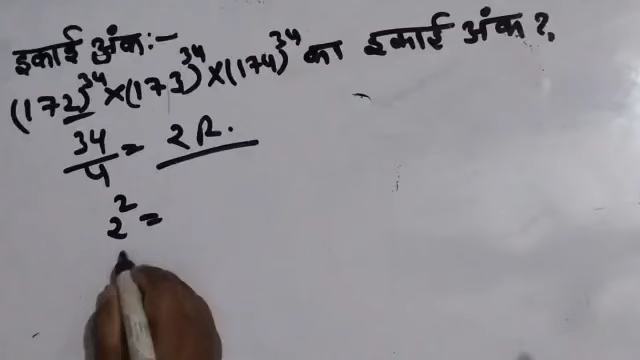 इकाई अंक:-
(172)³⁴×(173)³⁴×(174)³⁴ का इकाई अंक?
34/4 = 2R.
2² =